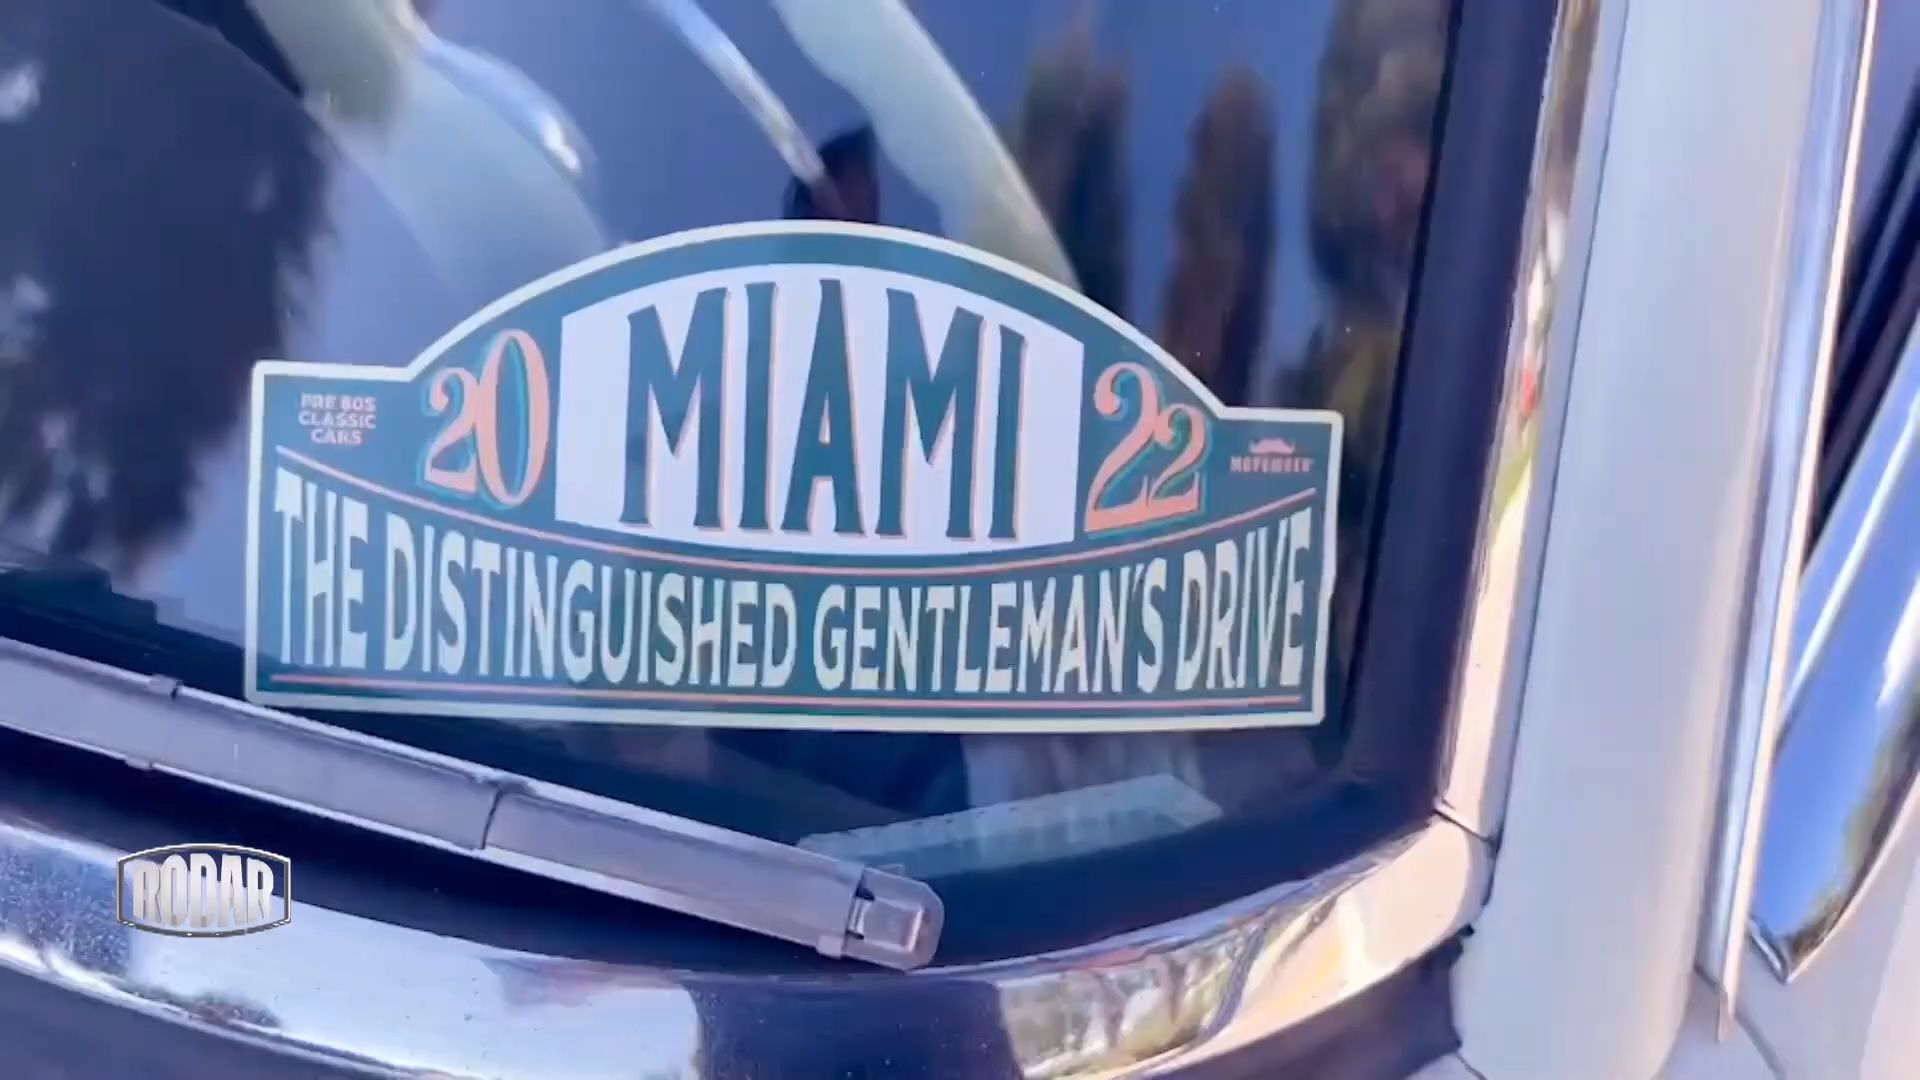 MIAMI
20 22
PRE 80S
CLASSIC
CARS
MOVEMBER
THE DISTINGUISHED GENTLEMAN'S DRIVE
RODAR